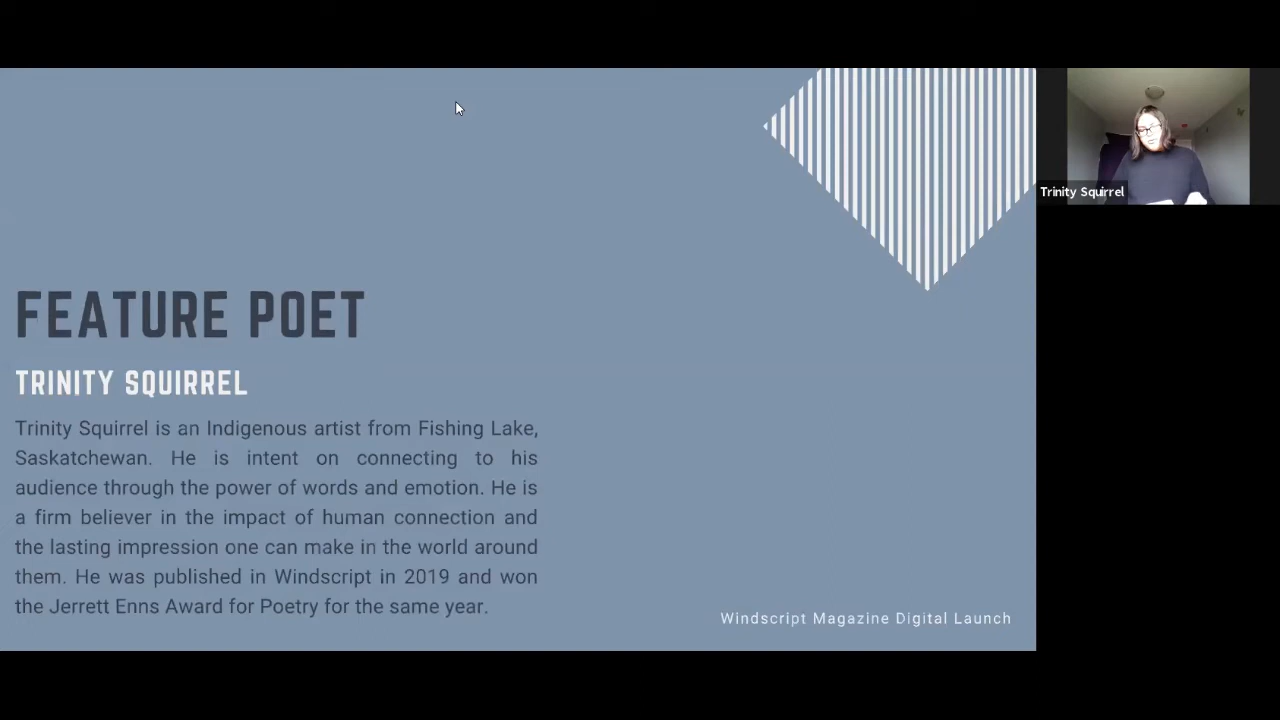 FEATURE POET
TRINITY SQUIRREL
Trinity Squirrel is an Indigenous artist from Fishing Lake,
Saskatchewan. He is intent on connecting to his
audience through the power of words and emotion. He is
a firm believer in the impact of human connection and
the lasting impression one can make in the world around
them. He was published in Windscript in 2019 and won
the Jerrett Enns Award for Poetry for the same year.
Windscript Magazine Digital Launch
Trinity Squirrel